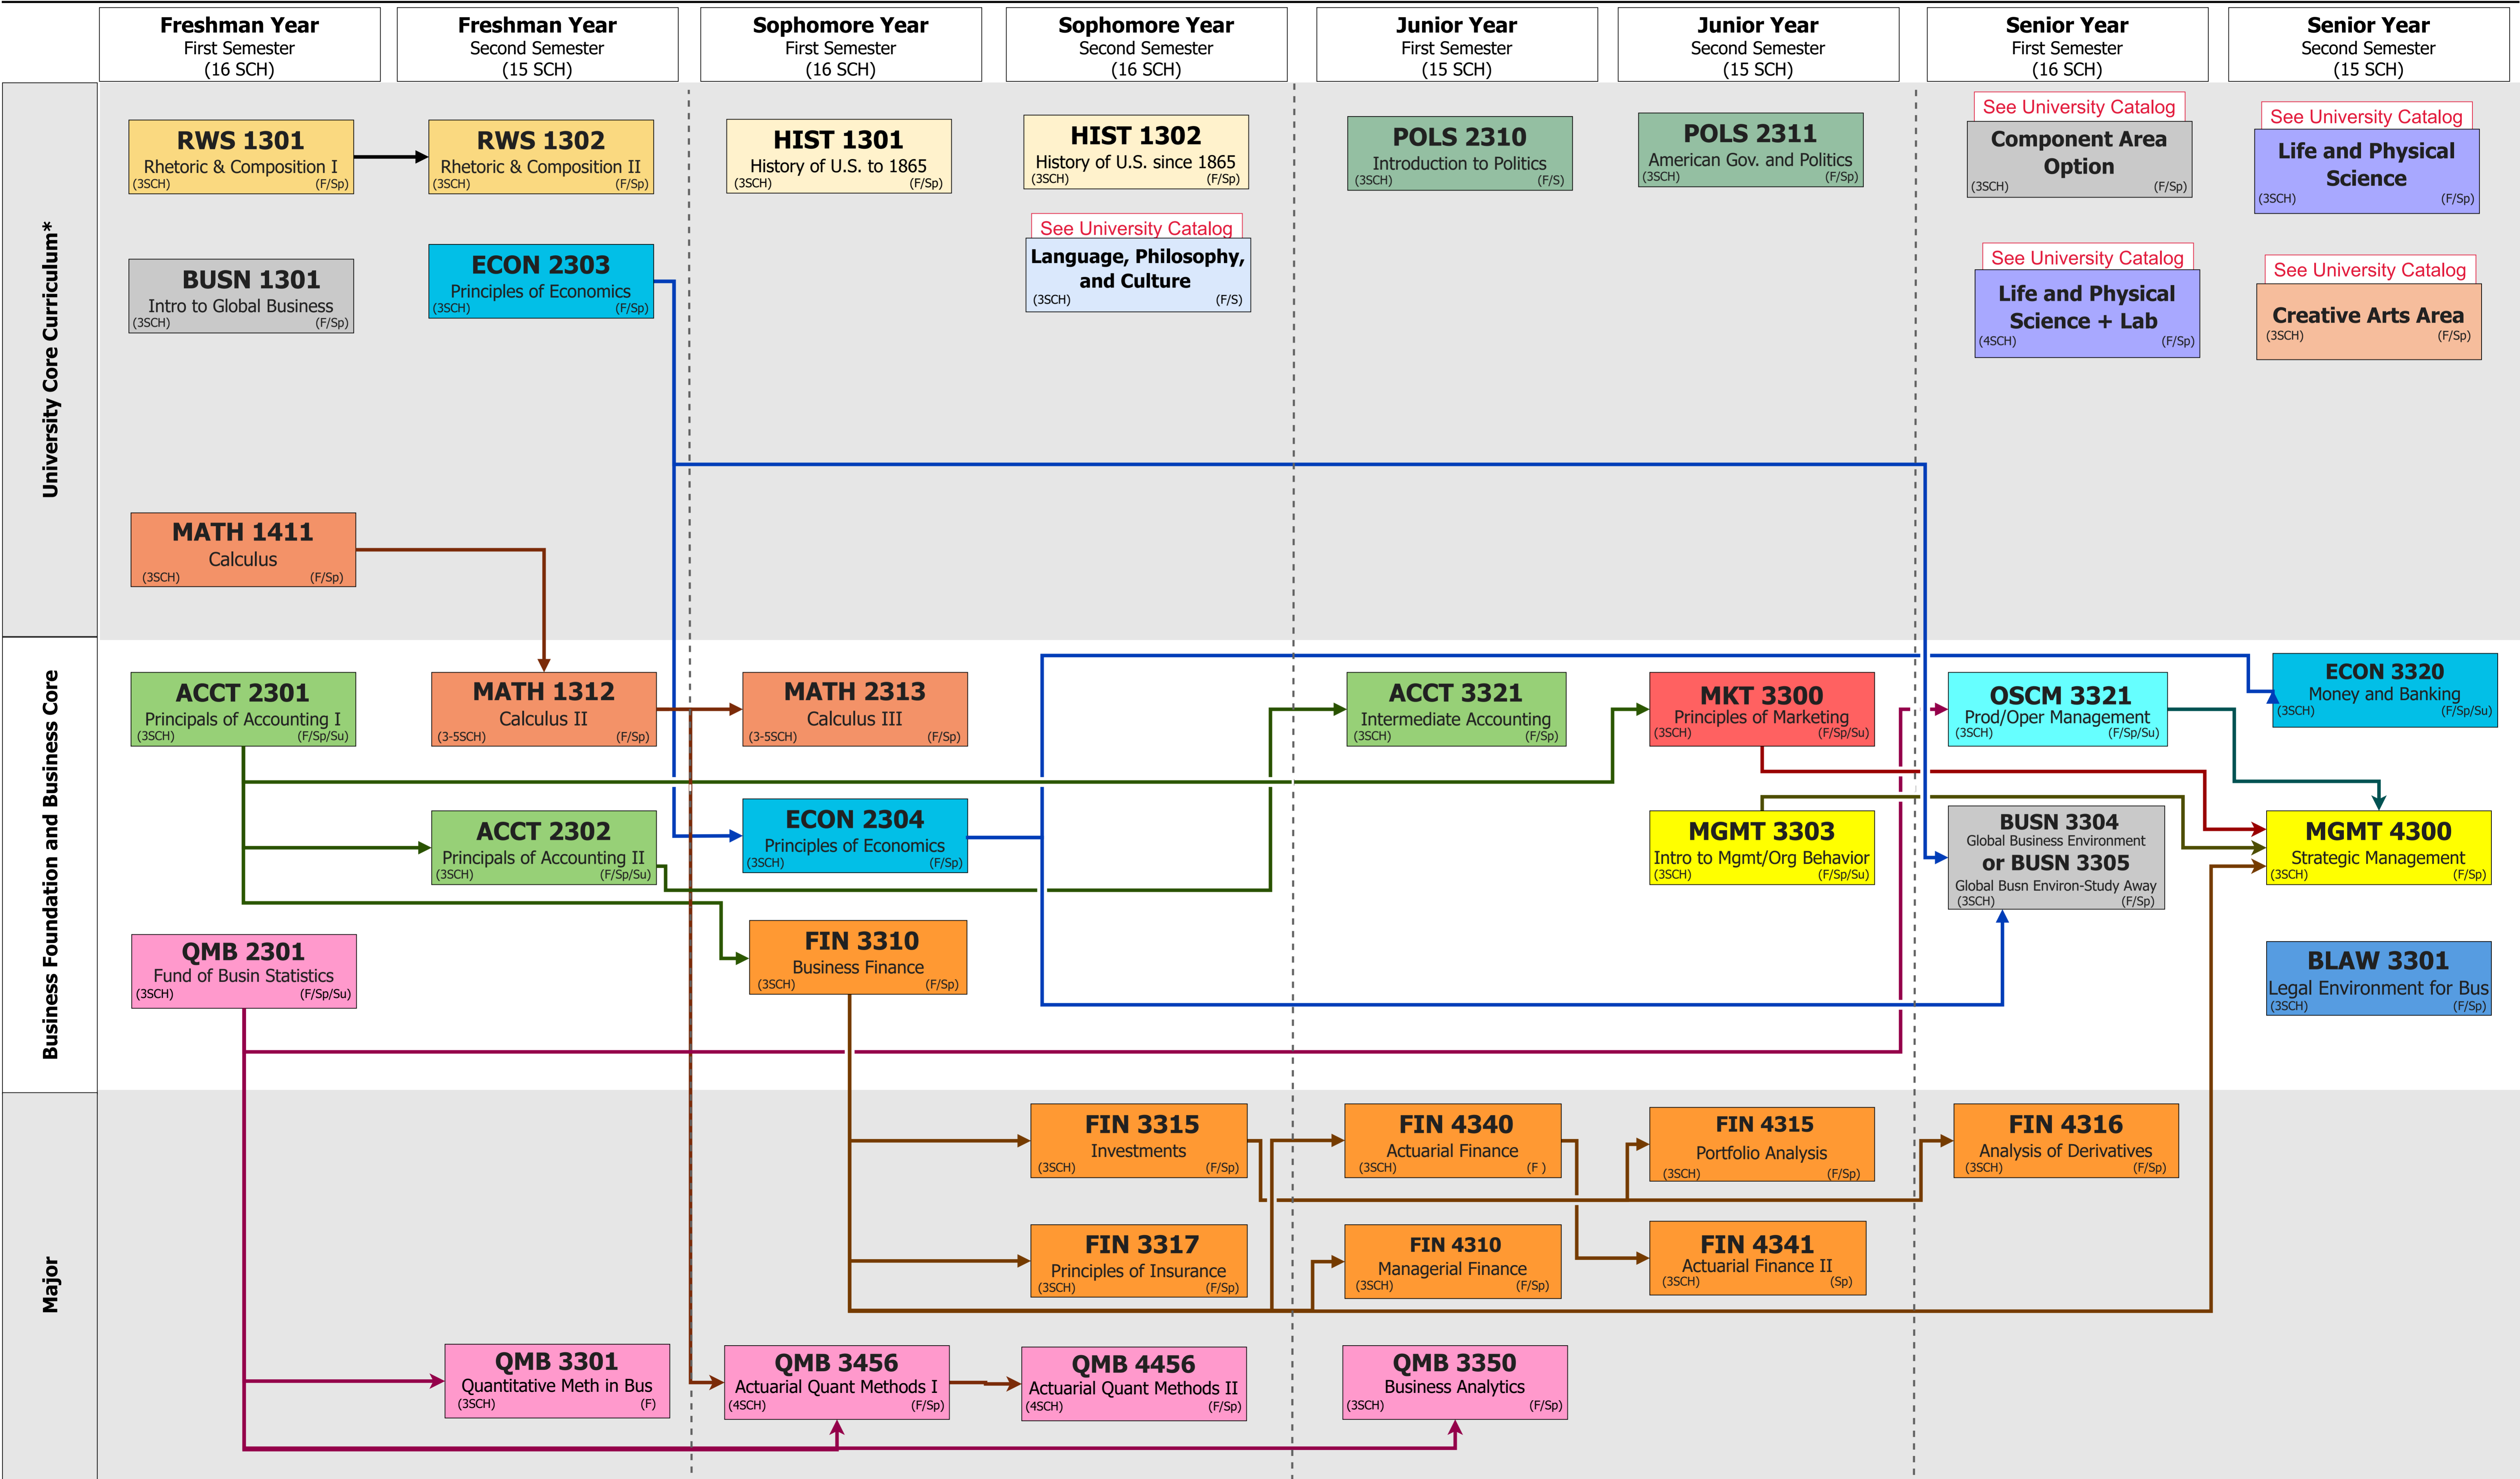 Freshman Year
First Semester
(16 SCH)
Freshman Year
Second Semester
(15 SCH)
Sophomore Year
First Semester
(16 SCH)
Sophomore Year
Second Semester
(16 SCH)
Junior Year
First Semester
(15 SCH)
Junior Year
Second Semester
(15 SCH)
Senior Year
First Semester
(16 SCH)
Senior Year
Second Semester
(15 SCH)
University Core Curriculum*
RWS 1301
Rhetoric & Composition I
(3SCH) (F/Sp)
RWS 1302
Rhetoric & Composition II
(3SCH) (F/Sp)
HIST 1301
History of U.S. to 1865
(3SCH) (F/Sp)
HIST 1302
History of U.S. since 1865
(3SCH) (F/Sp)
POLS 2310
Introduction to Politics
(3SCH) (F/S)
POLS 2311
American Gov. and Politics
(3SCH) (F/Sp)
See University Catalog
Component Area
Option
(3SCH) (F/Sp)
See University Catalog
Life and Physical
Science
(3SCH) (F/Sp)
BUSN 1301
Intro to Global Business
(3SCH) (F/Sp)
ECON 2303
Principles of Economics
(3SCH) (F/Sp)
See University Catalog
Language, Philosophy,
and Culture
(3SCH) (F/S)
See University Catalog
Life and Physical
Science + Lab
(4SCH) (F/Sp)
See University Catalog
Creative Arts Area
(3SCH) (F/Sp)
MATH 1411
Calculus
(3SCH) (F/Sp)
Business Foundation and Business Core
ACCT 2301
Principals of Accounting I
(3SCH) (F/Sp/Su)
MATH 1312
Calculus II
(3-5SCH) (F/Sp)
MATH 2313
Calculus III
(3-5SCH) (F/Sp)
ACCT 3321
Intermediate Accounting
(3SCH) (F/Sp)
MKT 3300
Principles of Marketing
(3SCH) (F/Sp/Su)
OSCM 3321
Prod/Oper Management
(3SCH) (F/Sp/Su)
ECON 3320
Money and Banking
(3SCH) (F/Sp/Su)
ACCT 2302
Principals of Accounting II
(3SCH) (F/Sp/Su)
ECON 2304
Principles of Economics
(3SCH) (F/Sp)
MGMT 3303
Intro to Mgmt/Org Behavior
(3SCH) (F/Sp/Su)
BUSN 3304
Global Business Environment
or BUSN 3305
Global Busn Environ-Study Away
(3SCH) (F/Sp)
MGMT 4300
Strategic Management
(3SCH) (F/Sp)
QMB 2301
Fund of Busin Statistics
(3SCH) (F/Sp/Su)
FIN 3310
Business Finance
(3SCH) (F/Sp)
BLAW 3301
Legal Environment for Bus
(3SCH) (F/Sp)
Major
FIN 3315
Investments
(3SCH) (F/Sp)
FIN 4340
Actuarial Finance
(3SCH) (F )
FIN 4315
Portfolio Analysis
(3SCH) (F/Sp)
FIN 4316
Analysis of Derivatives
(3SCH) (F/Sp)
FIN 3317
Principles of Insurance
(3SCH) (F/Sp)
FIN 4310
Managerial Finance
(3SCH) (F/Sp)
FIN 4341
Actuarial Finance II
(3SCH) (Sp)
QMB 3301
Quantitative Meth in Bus
(3SCH) (F)
QMB 3456
Actuarial Quant Methods I
(4SCH) (F/Sp)
QMB 4456
Actuarial Quant Methods II
(4SCH) (F/Sp)
QMB 3350
Business Analytics
(3SCH) (F/Sp)